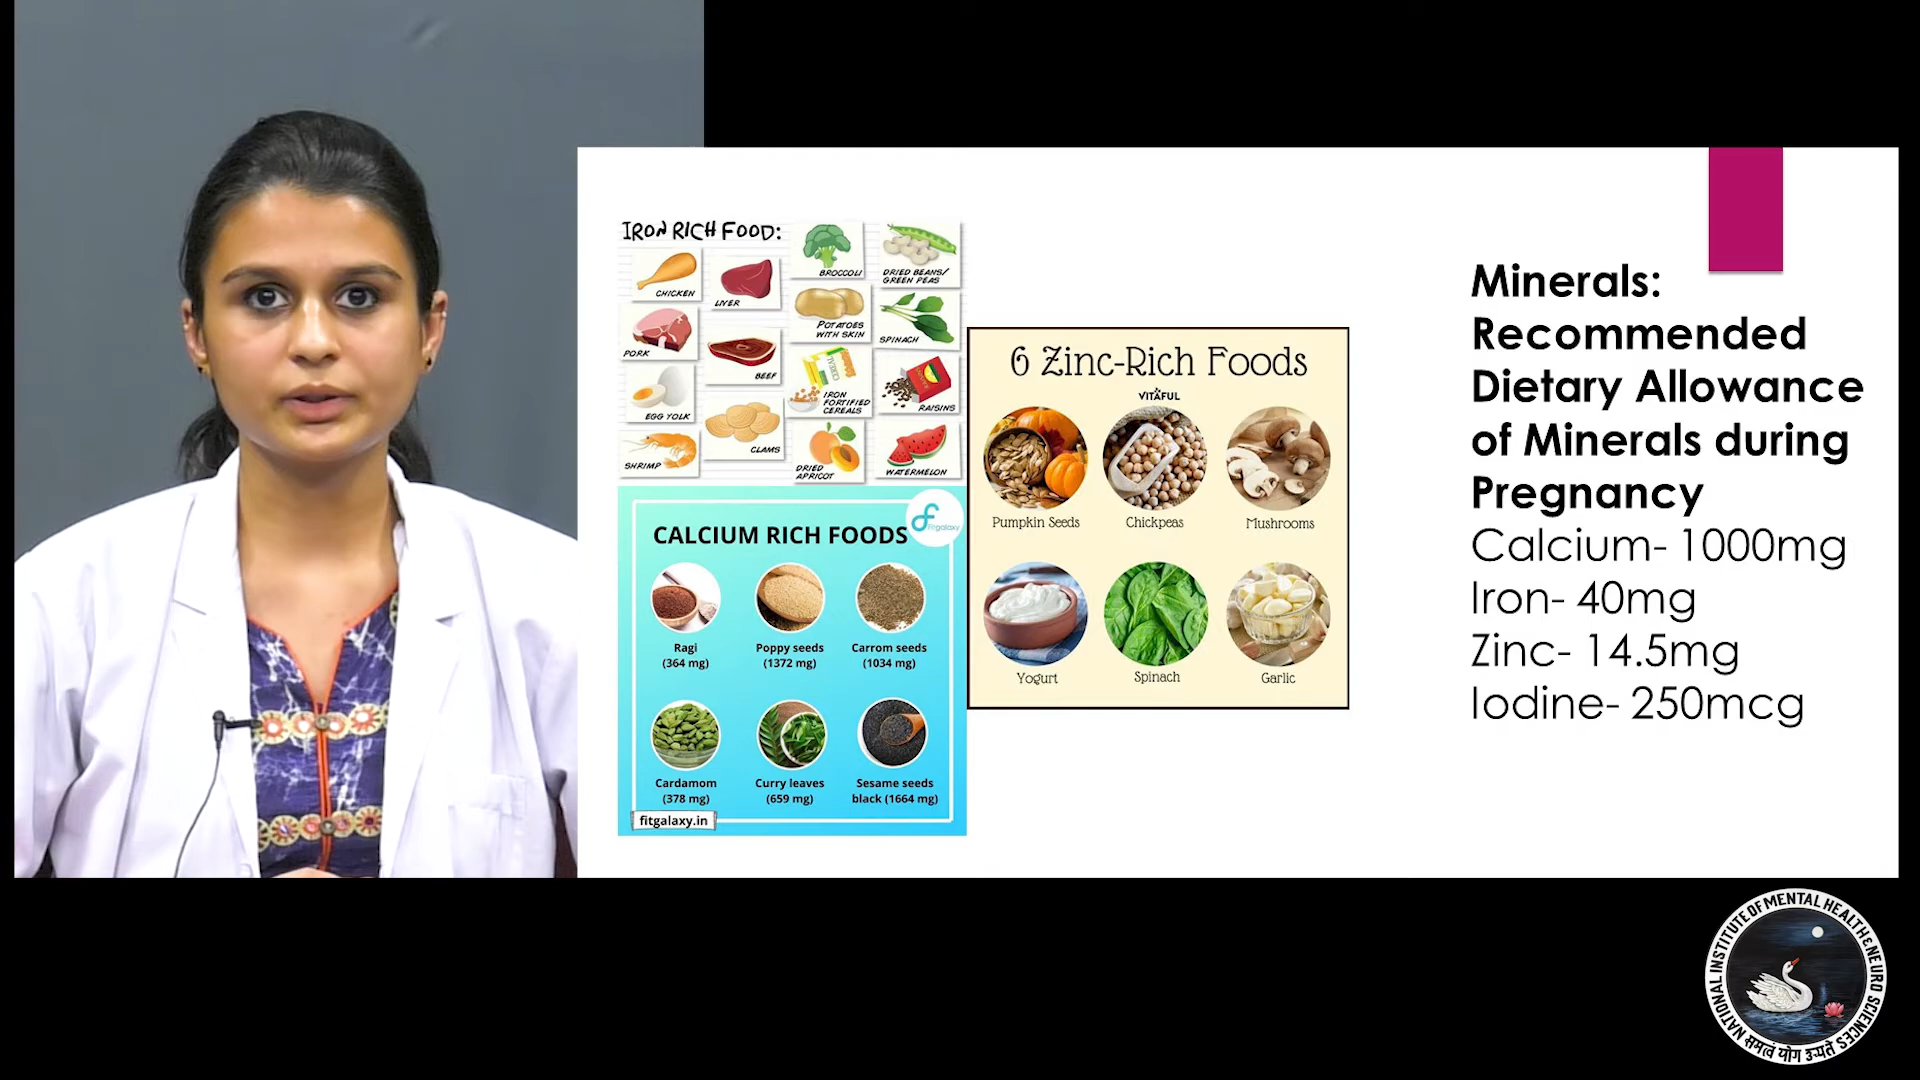 IRON RICH FOOD:
CHICKEN
LIVER
BROCCOLI
DRIED BEANS/
GREEN PEAS
PORK
BEEF
POTATOES
WITH SKIN
SPINACH
EGG YOLK
CLAMS
IRON
FORTIFIED
CEREALS
RAISINS
SHRIMP
DRIED
APRICOT
WATERMELON
CALCIUM RICH FOODS
fitgalaxy
Ragi
(364 mg)
Poppy seeds
(1372 mg)
Carrom seeds
(1034 mg)
Cardamom
(378 mg)
Curry leaves
(659 mg)
Sesame seeds
black (1664 mg)
fitgalaxy.in
6 Zinc-Rich Foods
VITAFUL
Pumpkin Seeds
Chickpeas
Mushrooms
Yogurt
Spinach
Garlic
Minerals:
Recommended
Dietary Allowance
of Minerals during
Pregnancy
Calcium- 1000mg
Iron- 40mg
Zinc- 14.5mg
Iodine- 250mcg
NATIONAL INSTITUTE OF MENTAL HEALTH & NEURO SCIENCES
समत्वं योग उच्यते